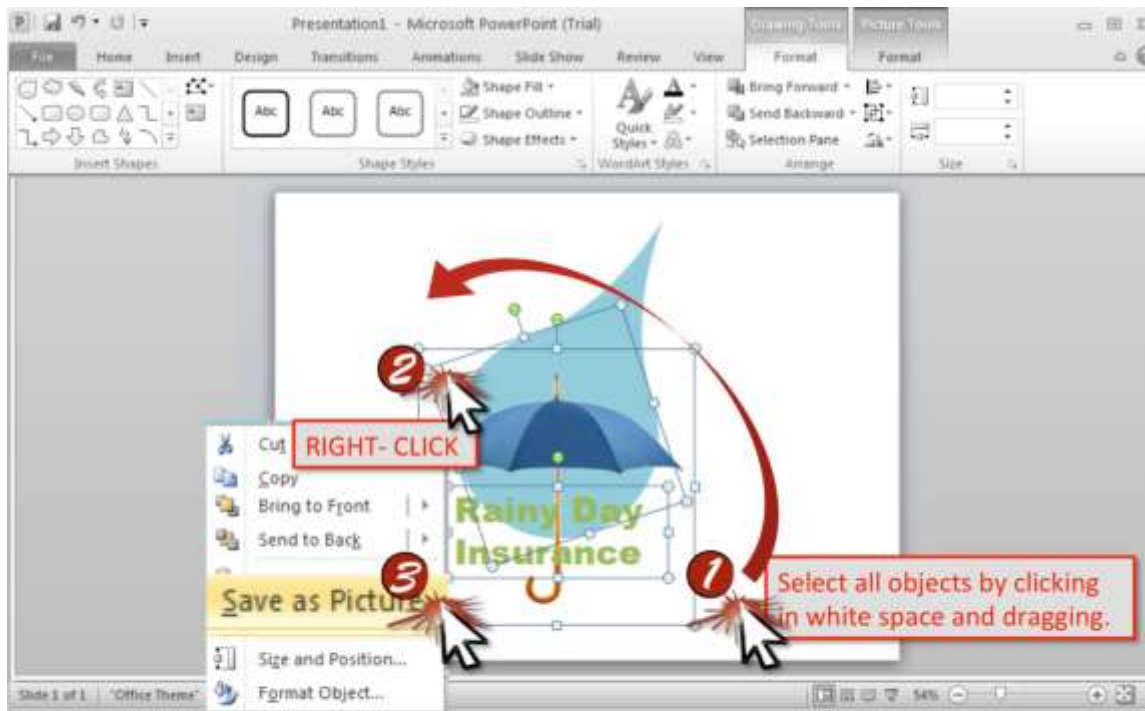 Presentation1 - Microsoft PowerPoint (Trial)
Drawing Tools
Picture Tools
File Home Insert Design Transitions Animations Slide Show Review View Format Format
Abc Abc Abc
Shape Fill
Shape Outline
Shape Effects
Quick
Styles
Bring Forward
Send Backward
Selection Pane
Insert Shapes
Shape Styles
WordArt Styles
Arrange
Size
2
Cut
RIGHT- CLICK
Copy
Bring to Front
Send to Back
Rainy Day
Insurance
3
Save as Picture
1
Select all objects by clicking
in white space and dragging.
Size and Position...
Format Object...
Slide 1 of 1
"Office Theme"
54%